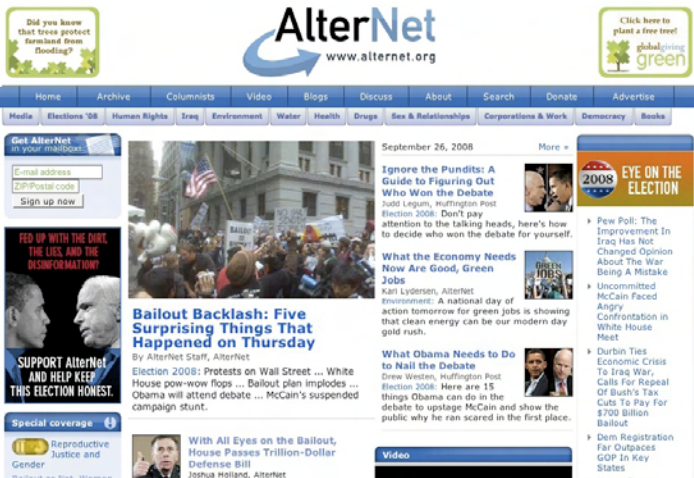 Did you know
that trees protect
farmland from
flooding?
AlterNet
www.alternet.org
Click here to
plant a free tree!
globalgiving
green
Home Archive Columnists Video Blogs Discuss About Search Donate Advertise
Media Elections '08 Human Rights Iraq Environment Water Health Drugs Sex & Relationships Corporations & Work Democracy Books
Get AlterNet
in your mailbox!
E-mail address
ZIP/Postal code
Sign up now
FED UP WITH THE DIRT,
THE LIES, AND THE
DISINFORMATION?
SUPPORT AlterNet
AND HELP KEEP
THIS ELECTION HONEST.
Special coverage
Reproductive
Justice and
Gender
Bailout Backlash: Five
Surprising Things That
Happened on Thursday
By AlterNet Staff, AlterNet
Election 2008: Protests on Wall Street ... White
House pow-wow flops ... Bailout plan implodes ...
Obama will attend debate ... McCain's suspended
campaign stunt.
With All Eyes on the Bailout,
House Passes Trillion-Dollar
Defense Bill
Joshua Holland, AlterNet
September 26, 2008 More »
Ignore the Pundits: A
Guide to Figuring Out
Who Won the Debate
Judd Legum, Huffington Post
Election 2008: Don't pay
attention to the talking heads, here's how
to decide who won the debate for yourself.
What the Economy Needs
Now Are Good, Green
Jobs
Kari Lydersen, AlterNet
Environment: A national day of
action tomorrow for green jobs is showing
that clean energy can be our modern day
gold rush.
GREEN
JOBS
What Obama Needs to Do
to Nail the Debate
Drew Westen, Huffington Post
Election 2008: Here are 15
things Obama can do in the
debate to upstage McCain and show the
public why he ran scared in the first place.
Video
2008
EYE ON THE
ELECTION
Pew Poll: The
Improvement In
Iraq Has Not
Changed Opinion
About The War
Being A Mistake
Uncommitted
McCain Faced
Angry
Confrontation in
White House
Meet
Durbin Ties
Economic Crisis
To Iraq War,
Calls For Repeal
Of Bush's Tax
Cuts To Pay For
$700 Billion
Bailout
Dem Registration
Far Outpaces
GOP In Key
States